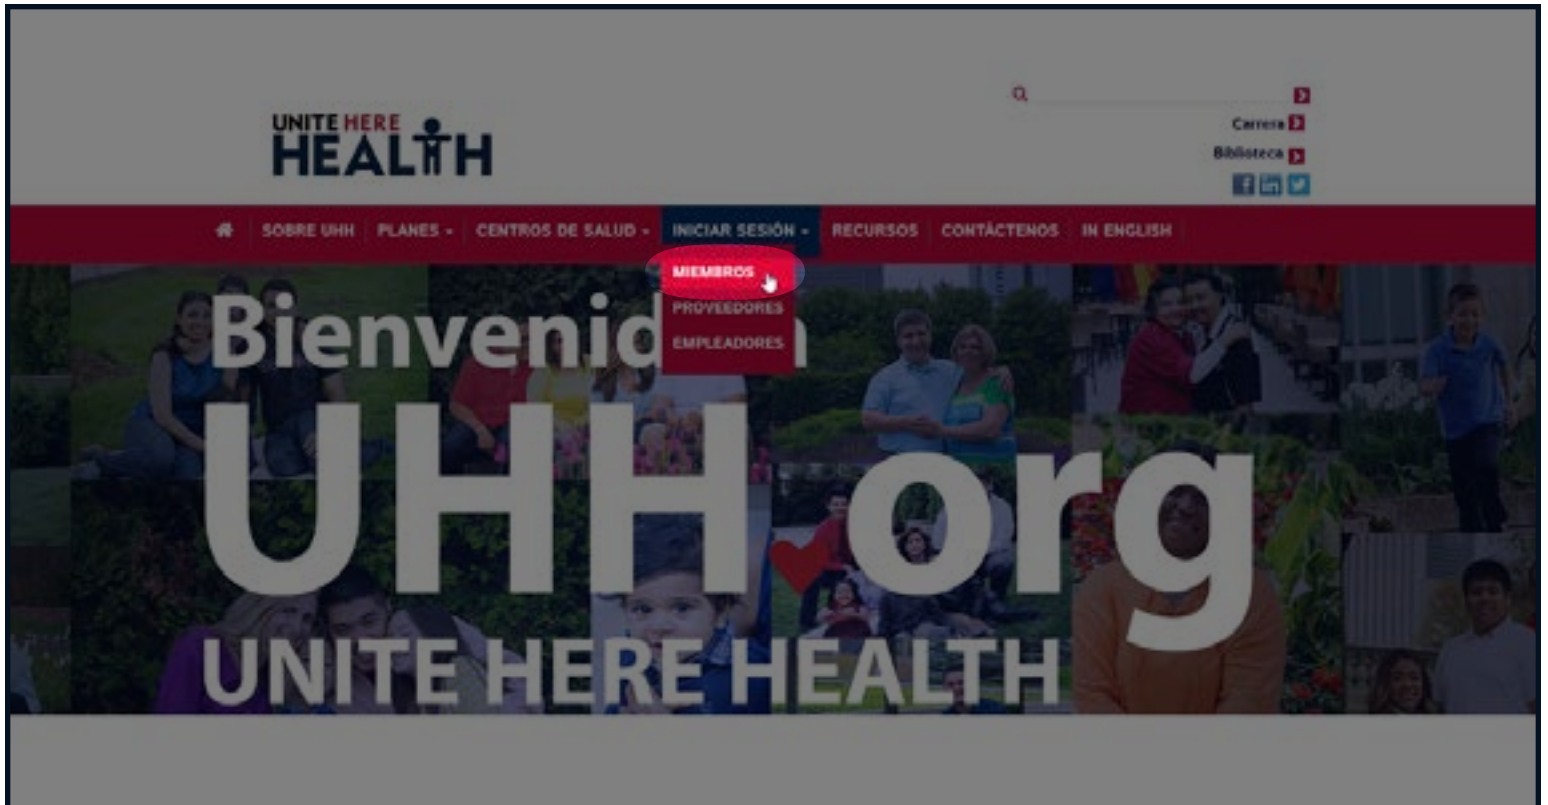 UNITE HERE
HEALTH
Carrera
Biblioteca
SOBRE UHH PLANES CENTROS DE SALUD INICIAR SESIÓN RECURSOS CONTÁCTENOS IN ENGLISH
MIEMBROS
PROVEEDORES
EMPLEADORES
UHH.org
UNITE HERE HEALTH